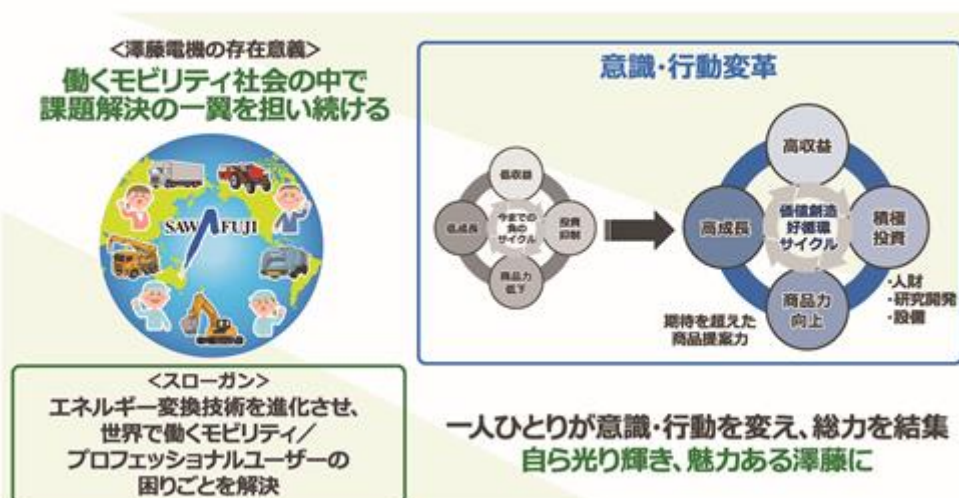 <澤藤電機の存在意義>
働くモビリティ社会の中で
課題解決の一翼を担い続ける
SAWAFUJI
<スローガン>
エネルギー変換技術を進化させ、
世界で働くモビリティ／
プロフェッショナルユーザーの
困りごとを解決
意識・行動変革
低収益
低成長
今までの
負の
サイクル
投資
抑制
商品力
低下
高収益
高成長
価値創造
好循環
サイクル
積極
投資
商品力
向上
・人財
・研究開発
・設備
期待を超えた
商品提案力
一人ひとりが意識・行動を変え、総力を結集
自ら光り輝き、魅力ある澤藤に